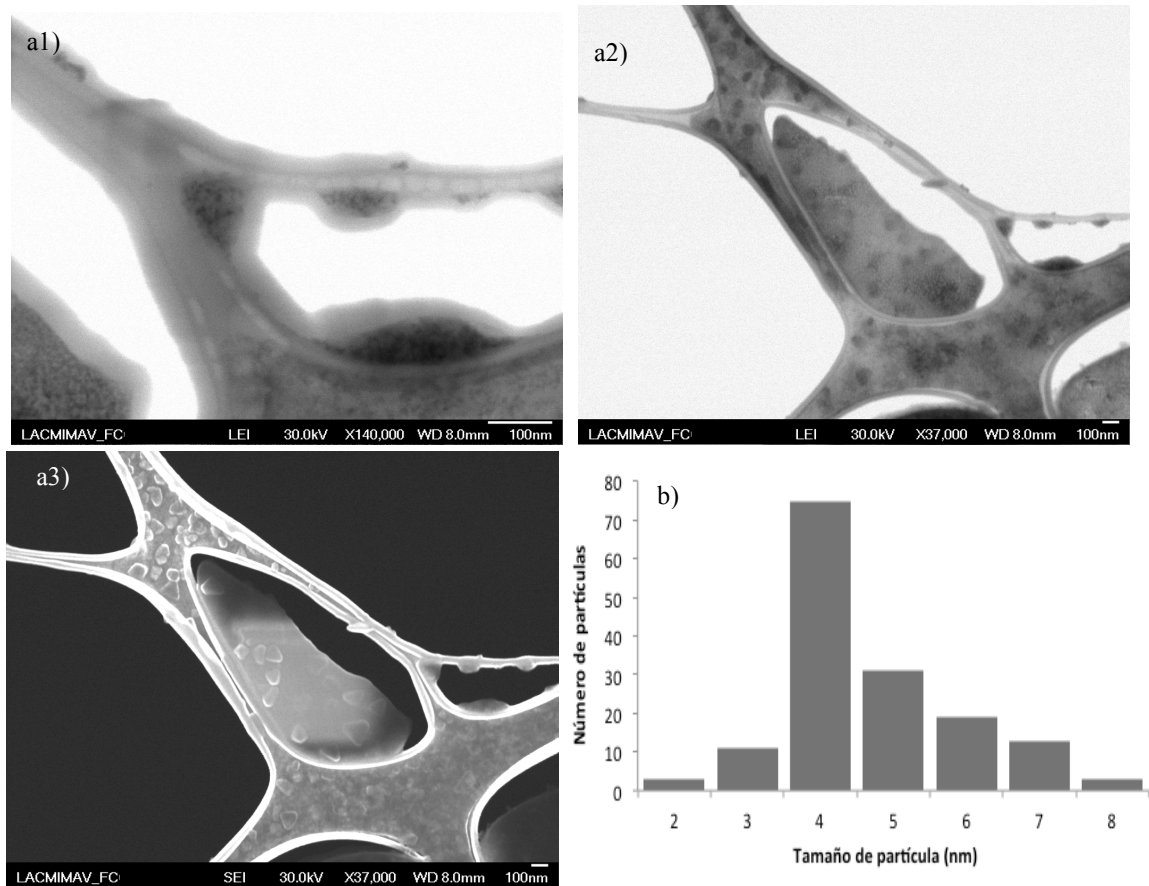 a1)
LACMIMAV_FC LEI 30.0kV X140,000 WD 8.0mm 100nm
a2)
LACMIMAV_FC LEI 30.0kV X37,000 WD 8.0mm 100nm
a3)
LACMIMAV_FC SEI 30.0kV X37,000 WD 8.0mm 100nm
b)
80
70
60
50
40
30
20
10
0
Número de partículas
2 3 4 5 6 7 8
Tamaño de partícula (nm)